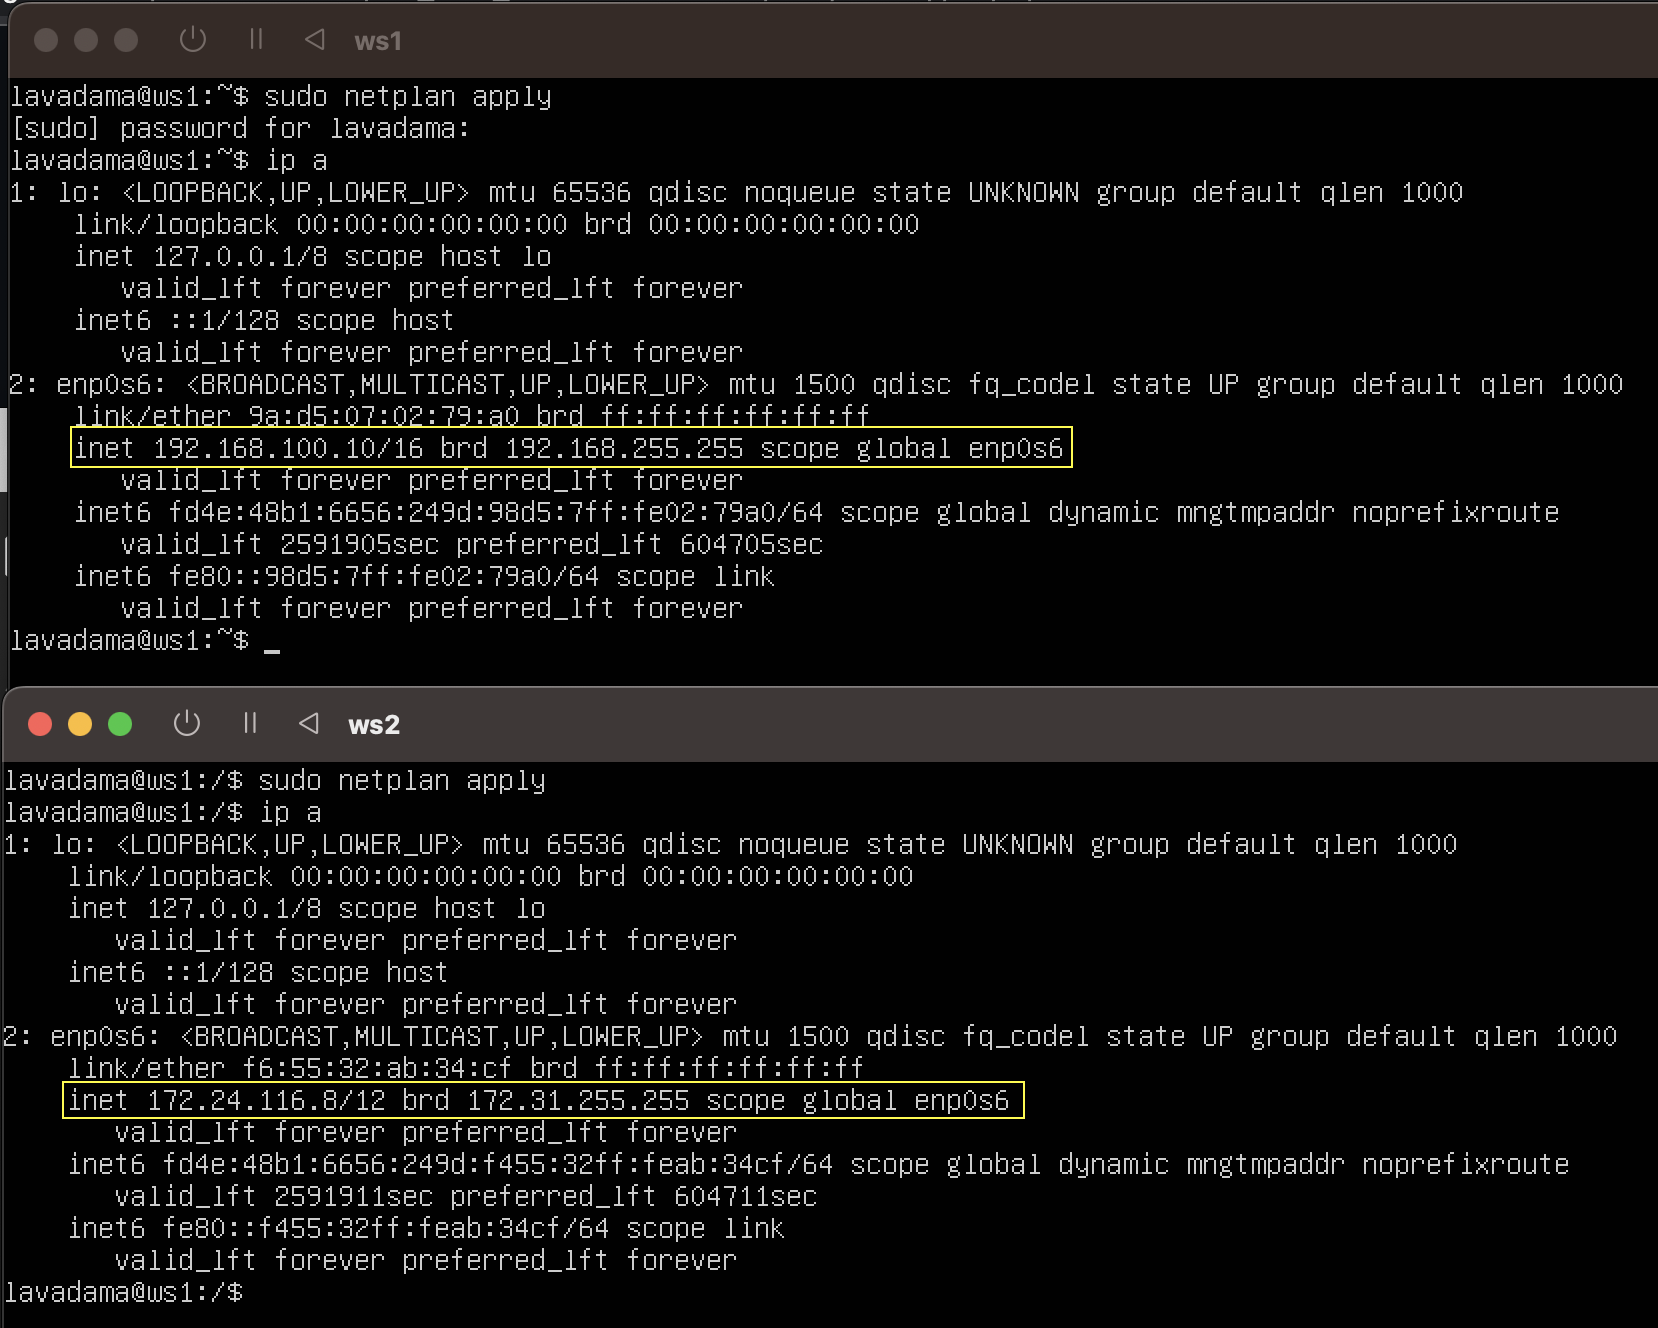 ws1
lavadama@ws1:~$ sudo netplan apply
[sudo] password for lavadama:
lavadama@ws1:~$ ip a
1: lo: <LOOPBACK,UP,LOWER_UP> mtu 65536 qdisc noqueue state UNKNOWN group default qlen 1000
link/loopback 00:00:00:00:00:00 brd 00:00:00:00:00:00
inet 127.0.0.1/8 scope host lo
valid_lft forever preferred_lft forever
inet6 ::1/128 scope host
valid_lft forever preferred_lft forever
2: enp0s6: <BROADCAST,MULTICAST,UP,LOWER_UP> mtu 1500 qdisc fq_codel state UP group default qlen 1000
link/ether 9a:d5:07:02:79:a0 brd ff:ff:ff:ff:ff:ff
inet 192.168.100.10/16 brd 192.168.255.255 scope global enp0s6
valid_lft forever preferred_lft forever
inet6 fd4e:48b1:6656:249d:98d5:7ff:fe02:79a0/64 scope global dynamic mngtmpaddr noprefixroute
valid_lft 2591905sec preferred_lft 604705sec
inet6 fe80::98d5:7ff:fe02:79a0/64 scope link
valid_lft forever preferred_lft forever
lavadama@ws1:~$ _
ws2
lavadama@ws1:/$ sudo netplan apply
lavadama@ws1:/$ ip a
1: lo: <LOOPBACK,UP,LOWER_UP> mtu 65536 qdisc noqueue state UNKNOWN group default qlen 1000
link/loopback 00:00:00:00:00:00 brd 00:00:00:00:00:00
inet 127.0.0.1/8 scope host lo
valid_lft forever preferred_lft forever
inet6 ::1/128 scope host
valid_lft forever preferred_lft forever
2: enp0s6: <BROADCAST,MULTICAST,UP,LOWER_UP> mtu 1500 qdisc fq_codel state UP group default qlen 1000
link/ether f6:55:32:ab:34:cf brd ff:ff:ff:ff:ff:ff
inet 172.24.116.8/12 brd 172.31.255.255 scope global enp0s6
valid_lft forever preferred_lft forever
inet6 fd4e:48b1:6656:249d:f455:32ff:feab:34cf/64 scope global dynamic mngtmpaddr noprefixroute
valid_lft 2591911sec preferred_lft 604711sec
inet6 fe80::f455:32ff:feab:34cf/64 scope link
valid_lft forever preferred_lft forever
lavadama@ws1:/$